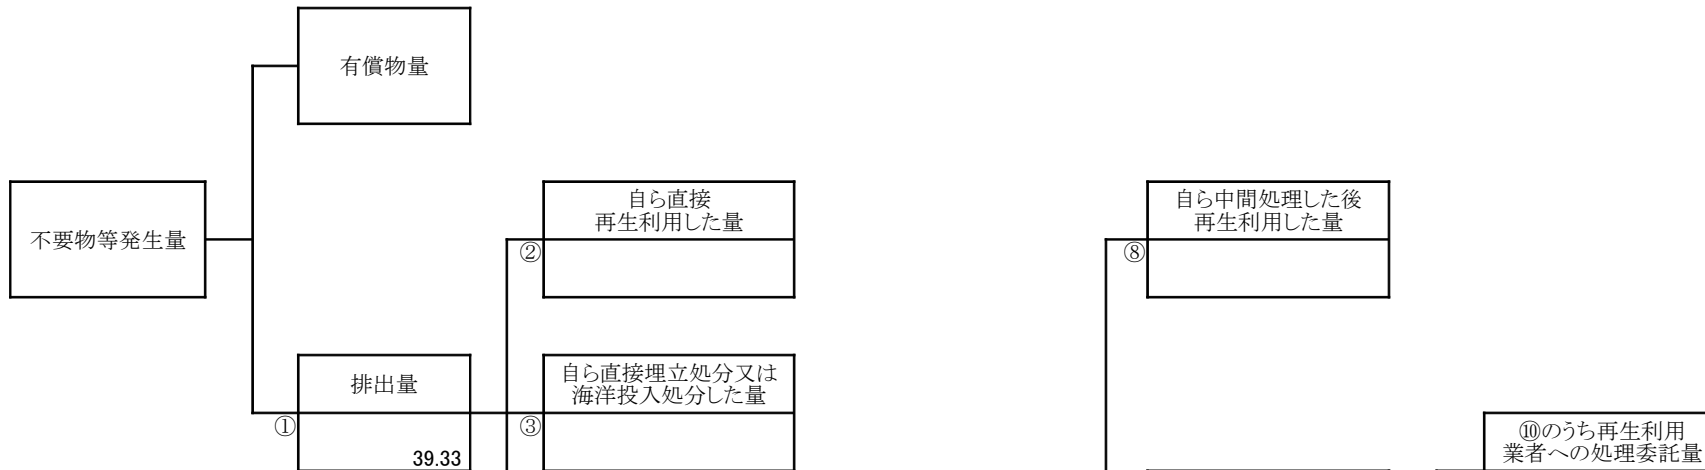 有償物量
不要物等発生量
自ら直接
再生利用した量
②
自ら中間処理した後
再生利用した量
⑧
排出量
①
39.33
自ら直接埋立処分又は
海洋投入処分した量
③
⑩のうち再生利用
業者への処理委託量